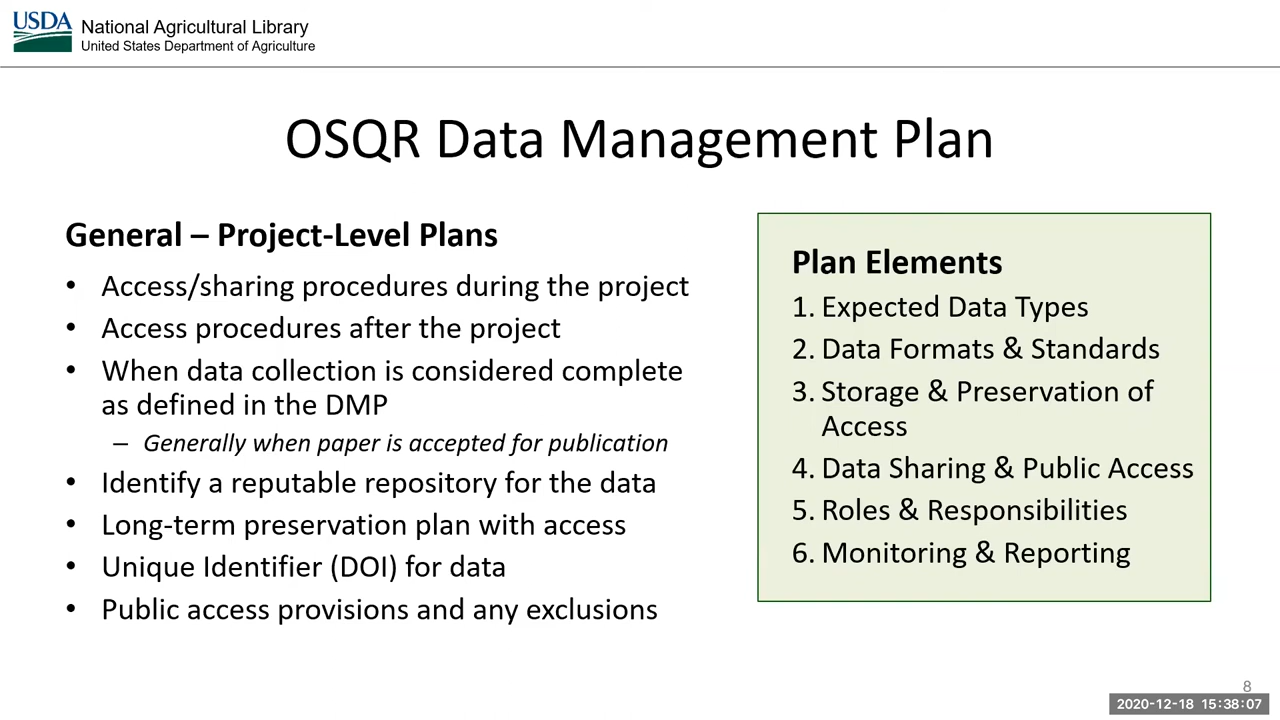 USDA
National Agricultural Library
United States Department of Agriculture
OSQR Data Management Plan
General – Project-Level Plans
• Access/sharing procedures during the project
• Access procedures after the project
• When data collection is considered complete
as defined in the DMP
– Generally when paper is accepted for publication
• Identify a reputable repository for the data
• Long-term preservation plan with access
• Unique Identifier (DOI) for data
• Public access provisions and any exclusions
Plan Elements
1. Expected Data Types
2. Data Formats & Standards
3. Storage & Preservation of
Access
4. Data Sharing & Public Access
5. Roles & Responsibilities
6. Monitoring & Reporting
8
2020-12-18 15:38:07